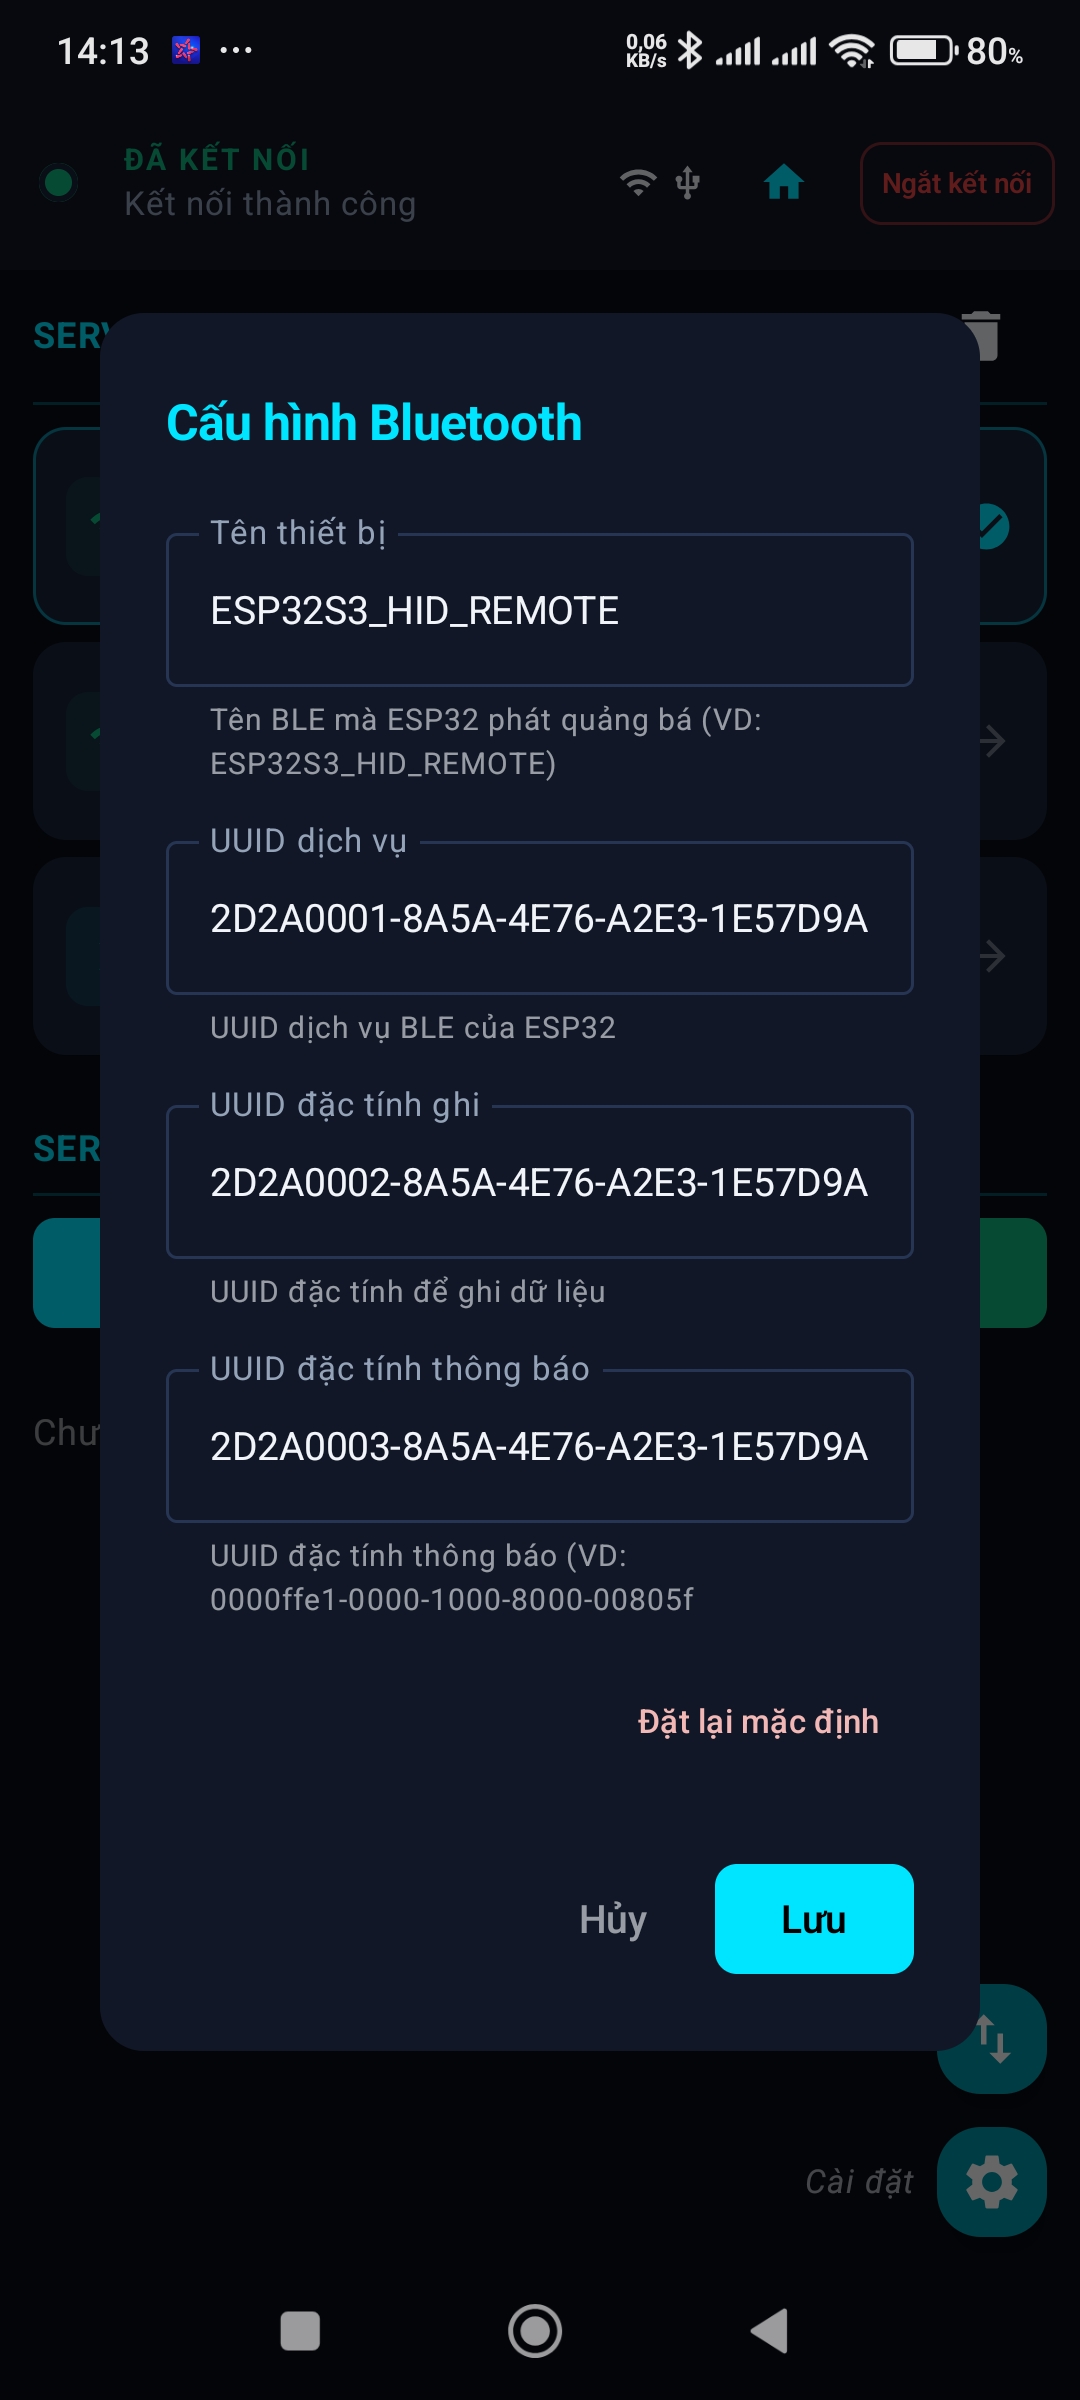 14:13
0,06 KB/s
80%
ĐÃ KẾT NỐI
Kết nối thành công
Ngắt kết nối
SER
Cấu hình Bluetooth
Tên thiết bị
ESP32S3_HID_REMOTE
Tên BLE mà ESP32 phát quảng bá (VD:
ESP32S3_HID_REMOTE)
UUID dịch vụ
2D2A0001-8A5A-4E76-A2E3-1E57D9A
UUID dịch vụ BLE của ESP32
UUID đặc tính ghi
2D2A0002-8A5A-4E76-A2E3-1E57D9A
SER
UUID đặc tính để ghi dữ liệu
UUID đặc tính thông báo
2D2A0003-8A5A-4E76-A2E3-1E57D9A
Chư
UUID đặc tính thông báo (VD:
0000ffe1-0000-1000-8000-00805f
Đặt lại mặc định
Hủy
Lưu
Cài đặt